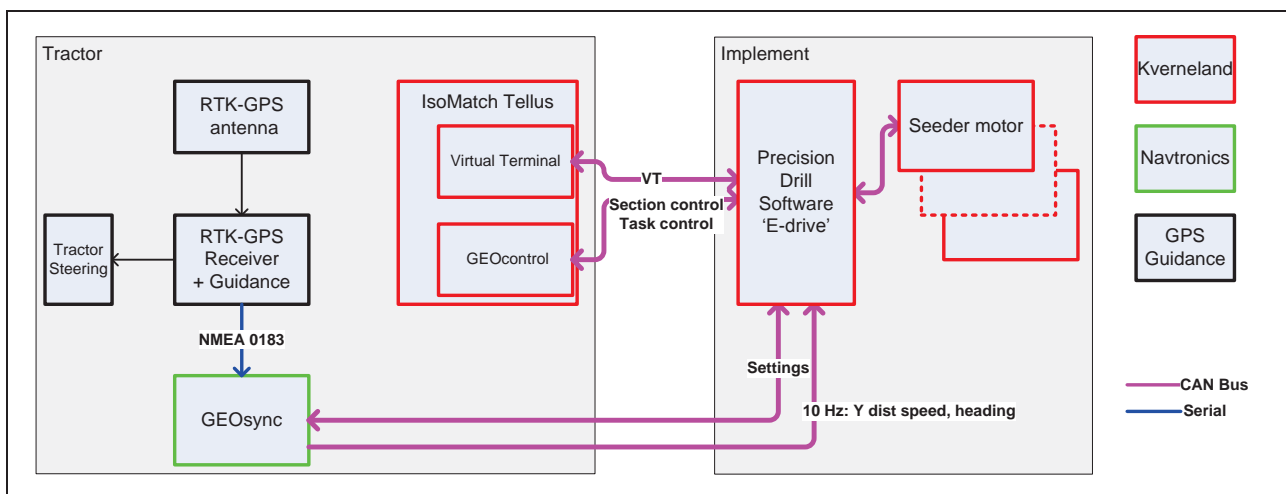 Tractor
RTK-GPS
antenna
RTK-GPS
Receiver
+ Guidance
Tractor
Steering
NMEA 0183
GEOsync
IsoMatch Tellus
Virtual Terminal
GEOcontrol
VT
Section control
Task control
Implement
Precision
Drill
Software
‘E-drive’
Seeder motor
Settings
10 Hz: Y dist speed, heading
Kverneland
Navtronics
GPS
Guidance
CAN Bus
Serial